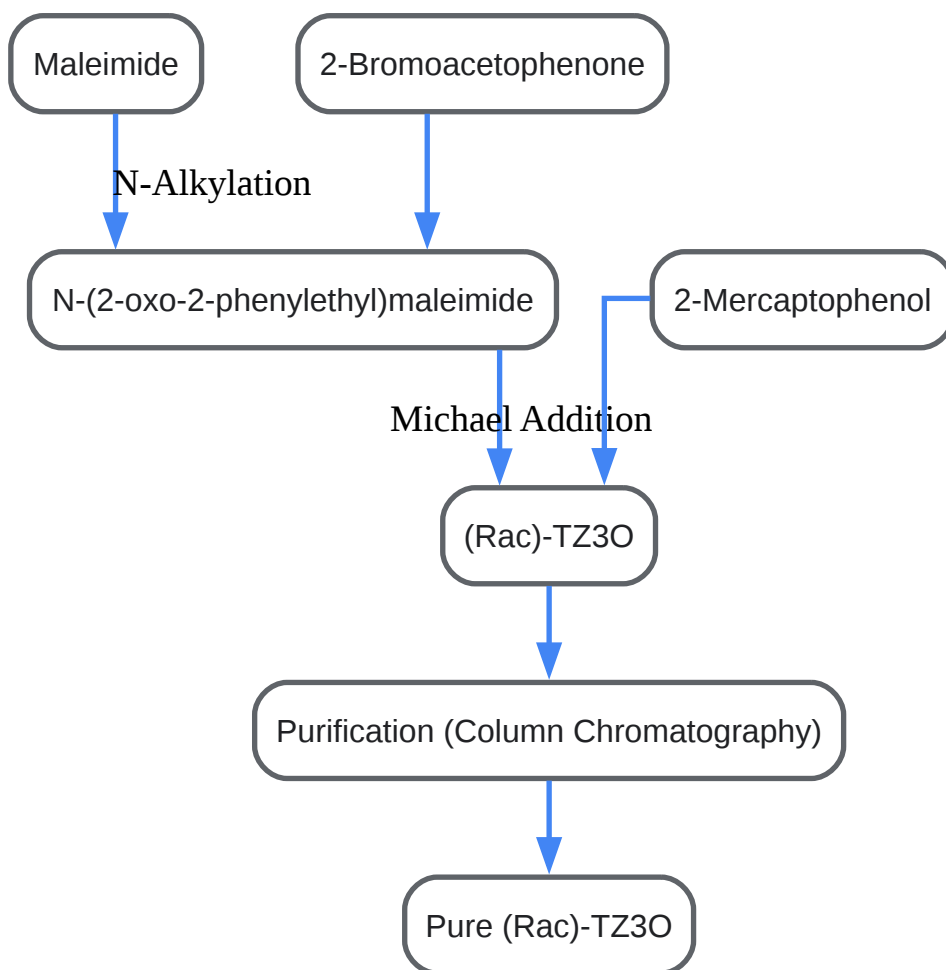 Maleimide
2-Bromoacetophenone
N-Alkylation
N-(2-oxo-2-phenylethyl)maleimide
2-Mercaptophenol
Michael Addition
(Rac)-TZ3O
Purification (Column Chromatography)
Pure (Rac)-TZ3O